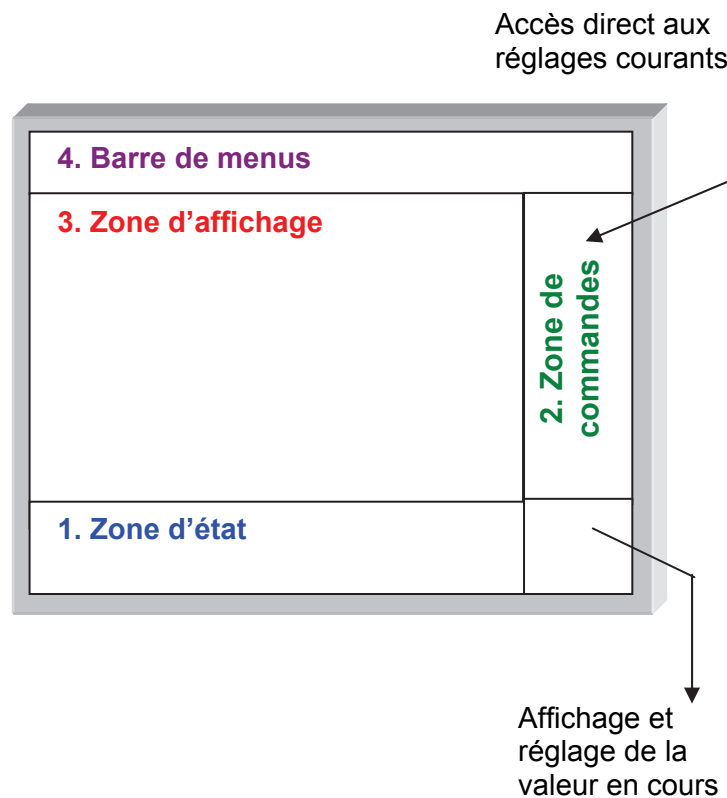 Accès direct aux
réglages courants
4. Barre de menus
3. Zone d’affichage
2. Zone de
commandes
1. Zone d’état
Affichage et
réglage de la
valeur en cours